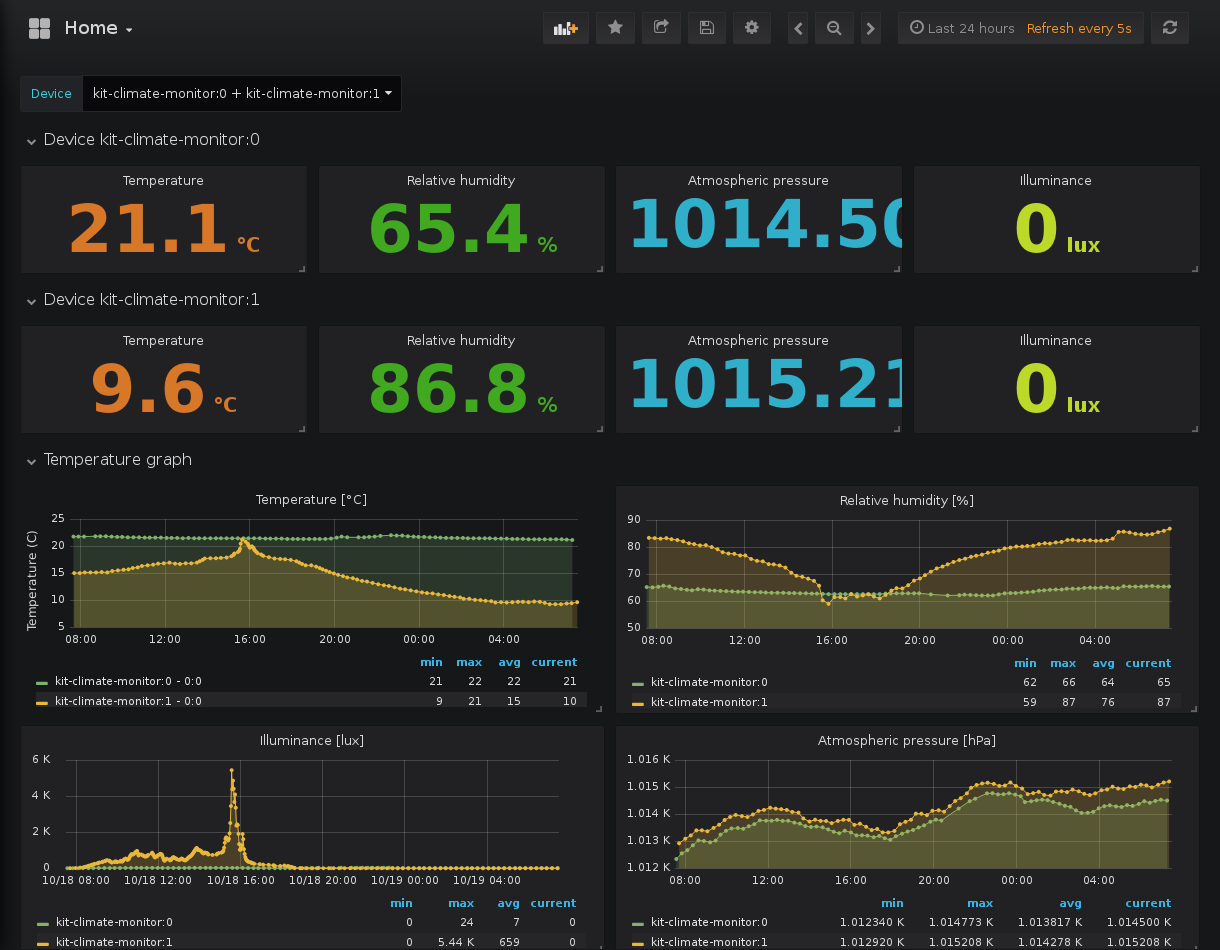 Home
Last 24 hours Refresh every 5s
Device kit-climate-monitor:0 + kit-climate-monitor:1
Device kit-climate-monitor:0
Temperature Relative humidity Atmospheric pressure Illuminance
21.1 °C 65.4 % 1014.50 0 lux
Device kit-climate-monitor:1
Temperature Relative humidity Atmospheric pressure Illuminance
9.6 °C 86.8 % 1015.21 0 lux
Temperature graph
Temperature [°C]
Temperature (C)
25
20
15
10
5
08:00 12:00 16:00 20:00 00:00 04:00
min max avg current
kit-climate-monitor:0 - 0:0 21 22 22 21
kit-climate-monitor:1 - 0:0 9 21 15 10
Relative humidity [%]
90
80
70
60
50
08:00 12:00 16:00 20:00 00:00 04:00
min max avg current
kit-climate-monitor:0 62 66 64 65
kit-climate-monitor:1 59 87 76 87
Illuminance [lux]
6 K
4 K
2 K
0
10/18 08:00 10/18 12:00 10/18 16:00 10/18 20:00 10/19 00:00 10/19 04:00
min max avg current
kit-climate-monitor:0 0 24 7 0
kit-climate-monitor:1 0 5.44 K 659 0
Atmospheric pressure [hPa]
1.016 K
1.015 K
1.014 K
1.013 K
1.012 K
08:00 12:00 16:00 20:00 00:00 04:00
min max avg current
kit-climate-monitor:0 1.012340 K 1.014773 K 1.013817 K 1.014500 K
kit-climate-monitor:1 1.012920 K 1.015208 K 1.014278 K 1.015208 K